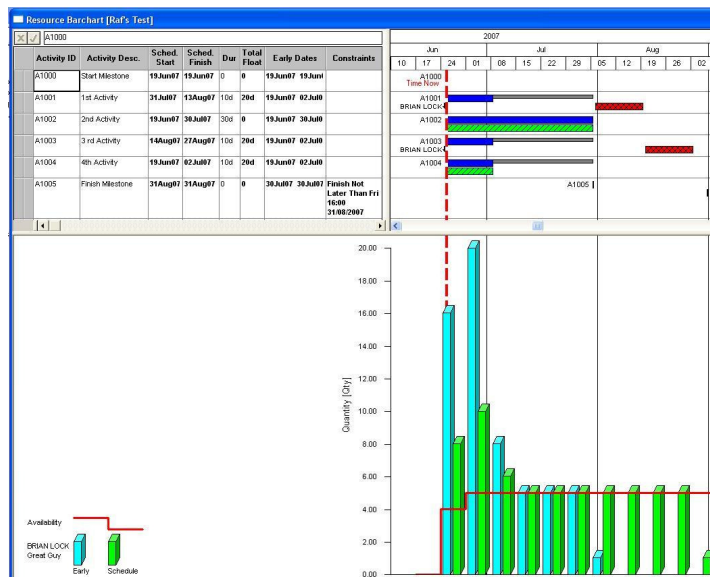 Resource Barchart [Raf's Test]
A1000
2007
Jun Jul Aug
10 17 24 01 08 15 22 29 05 12 19 26 02
Activity ID Activity Desc. Sched. Start Sched. Finish Dur Total Float Early Dates Constraints
A1000 Start Milestone 19Jun07 19Jun07 0 0 19Jun07 19Jun
A1000
Time Now
A1001 1st Activity 31Jul07 13Aug07 10d 20d 19Jun07 02Jul0
A1001
BRIAN LOCK
A1002 2nd Activity 19Jun07 30Jul07 30d 0 19Jun07 30Jul0
A1002
A1003 3 rd Activity 14Aug07 27Aug07 10d 20d 19Jun07 02Jul0
A1003
BRIAN LOCK
A1004 4th Activity 19Jun07 02Jul07 10d 20d 19Jun07 02Jul0
A1004
A1005 Finish Milestone 31Aug07 31Aug07 0 0 30Jul07 30Jul07 Finish Not
Later Than Fri
16:00
31/08/2007
A1005
20.00
18.00
16.00
14.00
12.00
10.00
8.00
6.00
4.00
2.00
0.00
Quantity [Qty]
Availability
BRIAN LOCK
Great Guy
Early Schedule